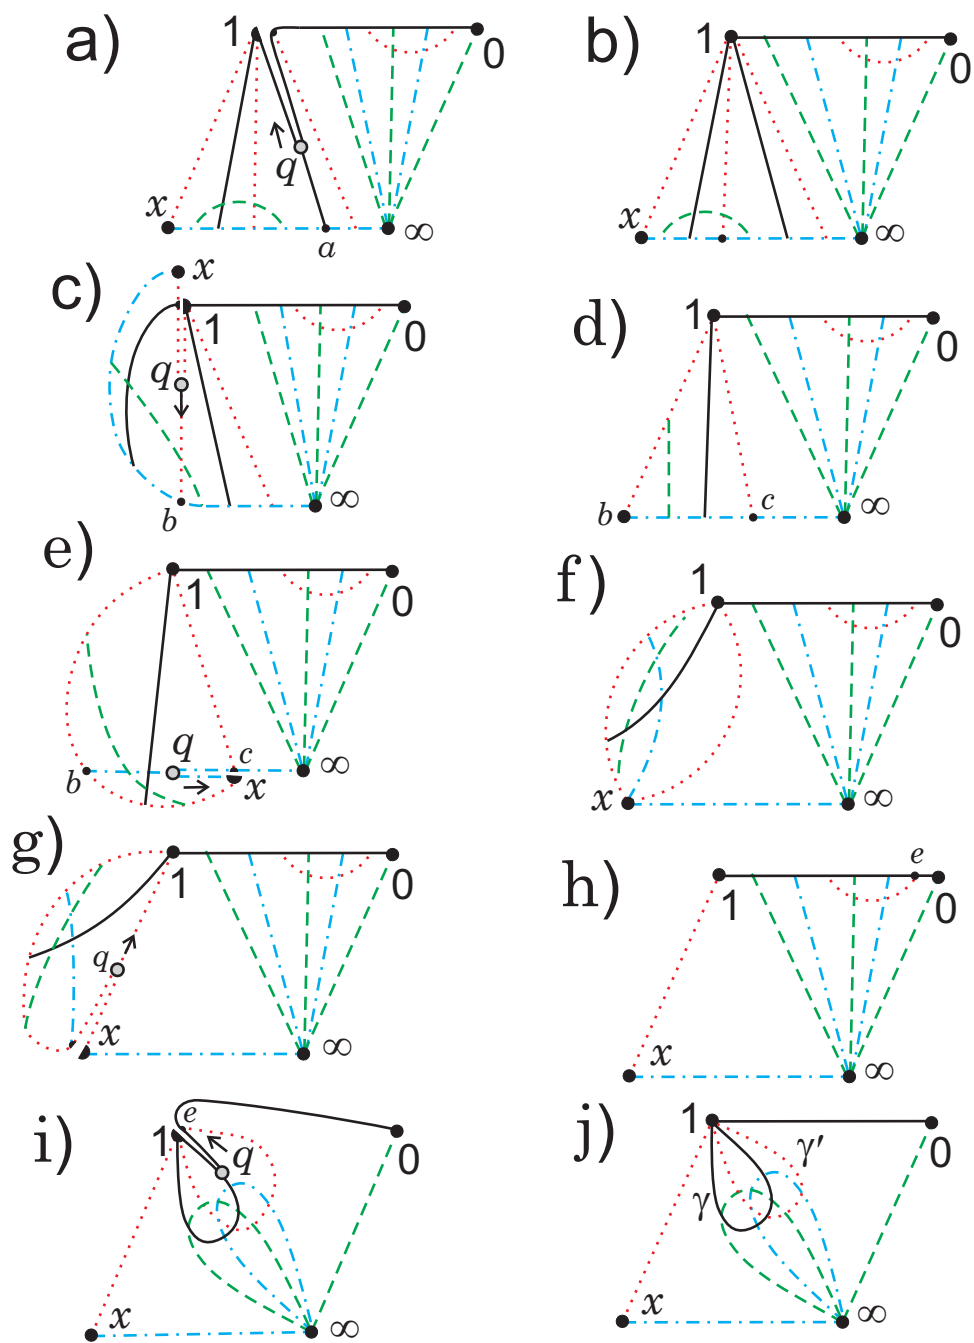 a)
1
0
q
x
a
∞
b)
1
0
x
∞
c)
x
1
0
q
b
∞
d)
1
0
b
c
∞
e)
1
0
q
c
b
x
∞
f)
1
0
x
∞
g)
1
0
q
x
∞
h)
e
1
0
x
∞
i)
e
1
q
0
x
∞
j)
1
γ′
0
γ
x
∞